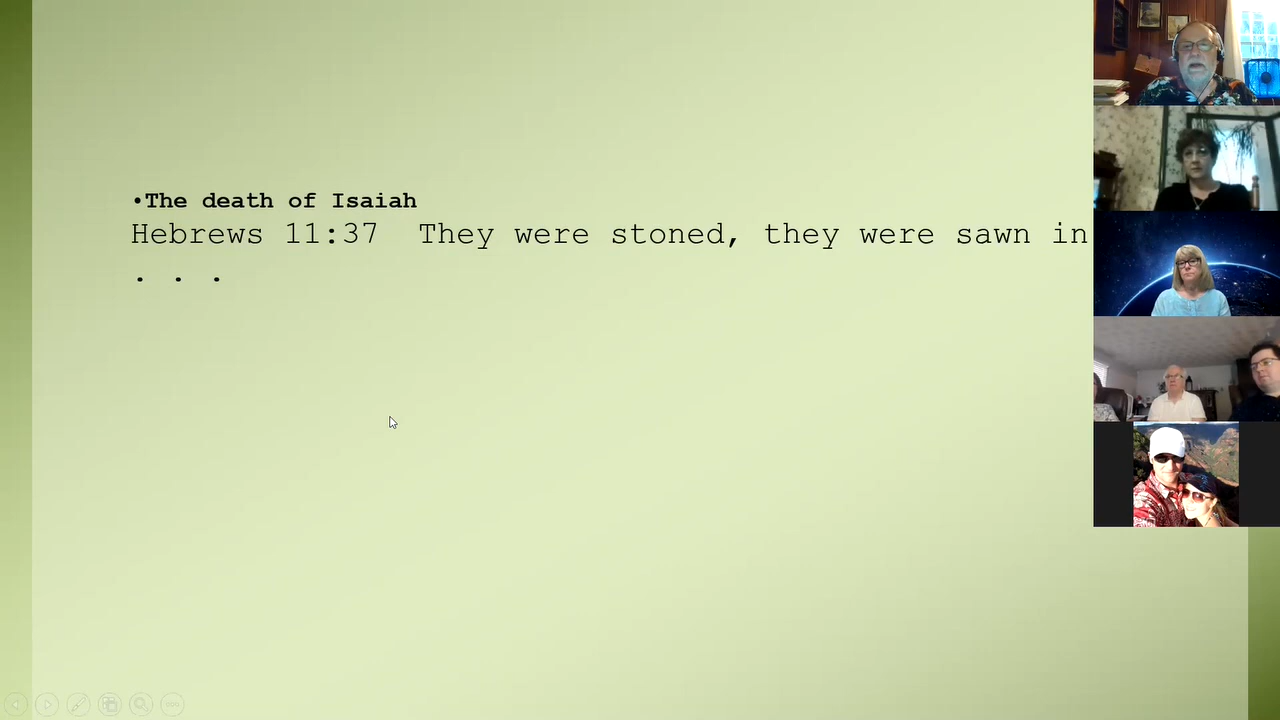 •The death of Isaiah
Hebrews 11:37 They were stoned, they were sawn in
. . .